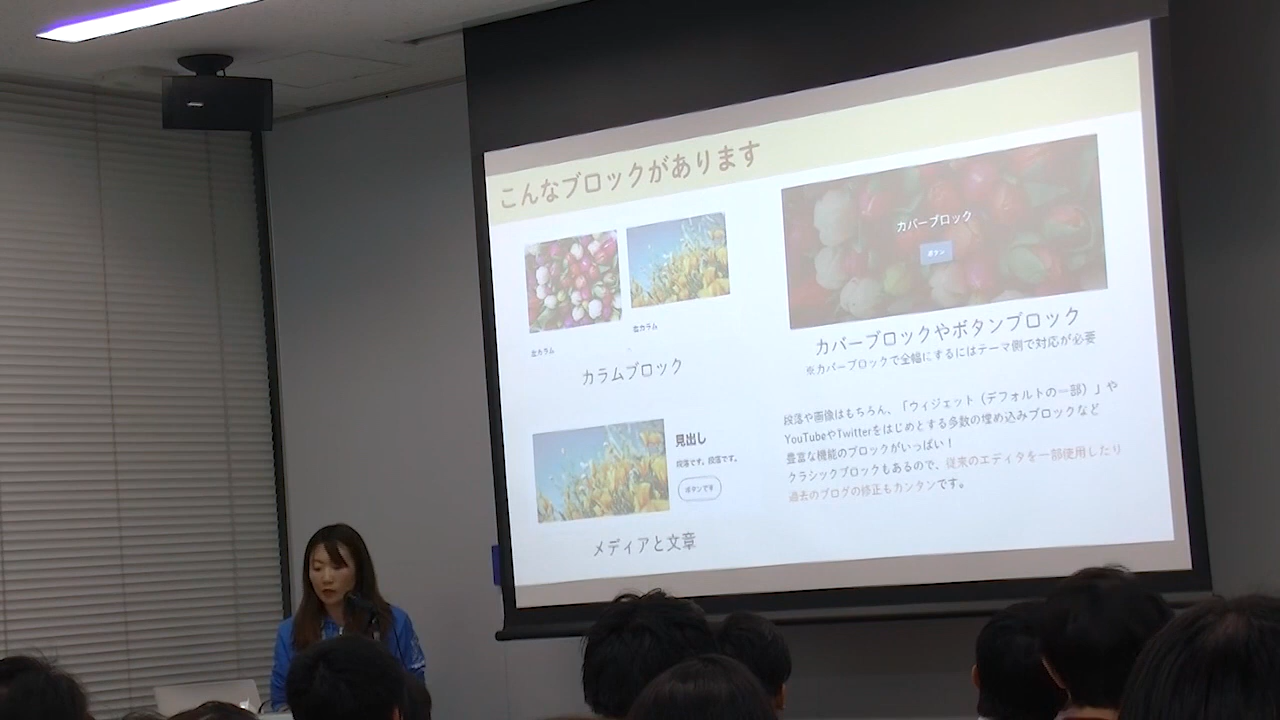 こんなブロックがあります
左カラム
右カラム
カラムブロック
見出し
段落です。段落です。
ボタンです
メディアと文章
カバーブロック
ボタン
カバーブロックやボタンブロック
※カバーブロックで全幅にするにはテーマ側で対応が必要
段落や画像はもちろん、「ウィジェット（デフォルトの一部）」や
YouTubeやTwitterをはじめとする多数の埋め込みブロックなど
豊富な機能のブロックがいっぱい！
クラシックブロックもあるので、従来のエディタを一部使用したり
過去のブログの修正もカンタンです。